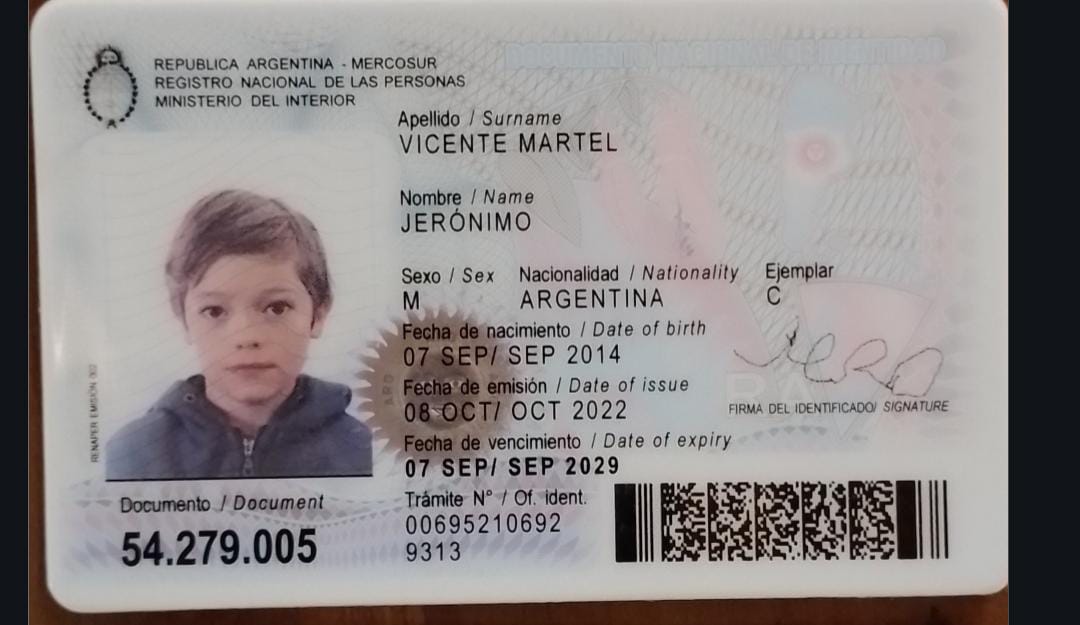 DOCUMENTO NACIONAL DE IDENTIDAD
REPUBLICA ARGENTINA - MERCOSUR
REGISTRO NACIONAL DE LAS PERSONAS
MINISTERIO DEL INTERIOR
Apellido / Surname
VICENTE MARTEL
Nombre / Name
JERÓNIMO
Sexo / Sex Nacionalidad / Nationality Ejemplar
M ARGENTINA C
Fecha de nacimiento / Date of birth
07 SEP/ SEP 2014
Fecha de emisión / Date of issue
08 OCT/ OCT 2022
FIRMA DEL IDENTIFICADO/ SIGNATURE
Fecha de vencimiento / Date of expiry
07 SEP/ SEP 2029
RENAPER EMISIÓN 002
Documento / Document
54.279.005
Trámite N° / Of. ident.
00695210692
9313